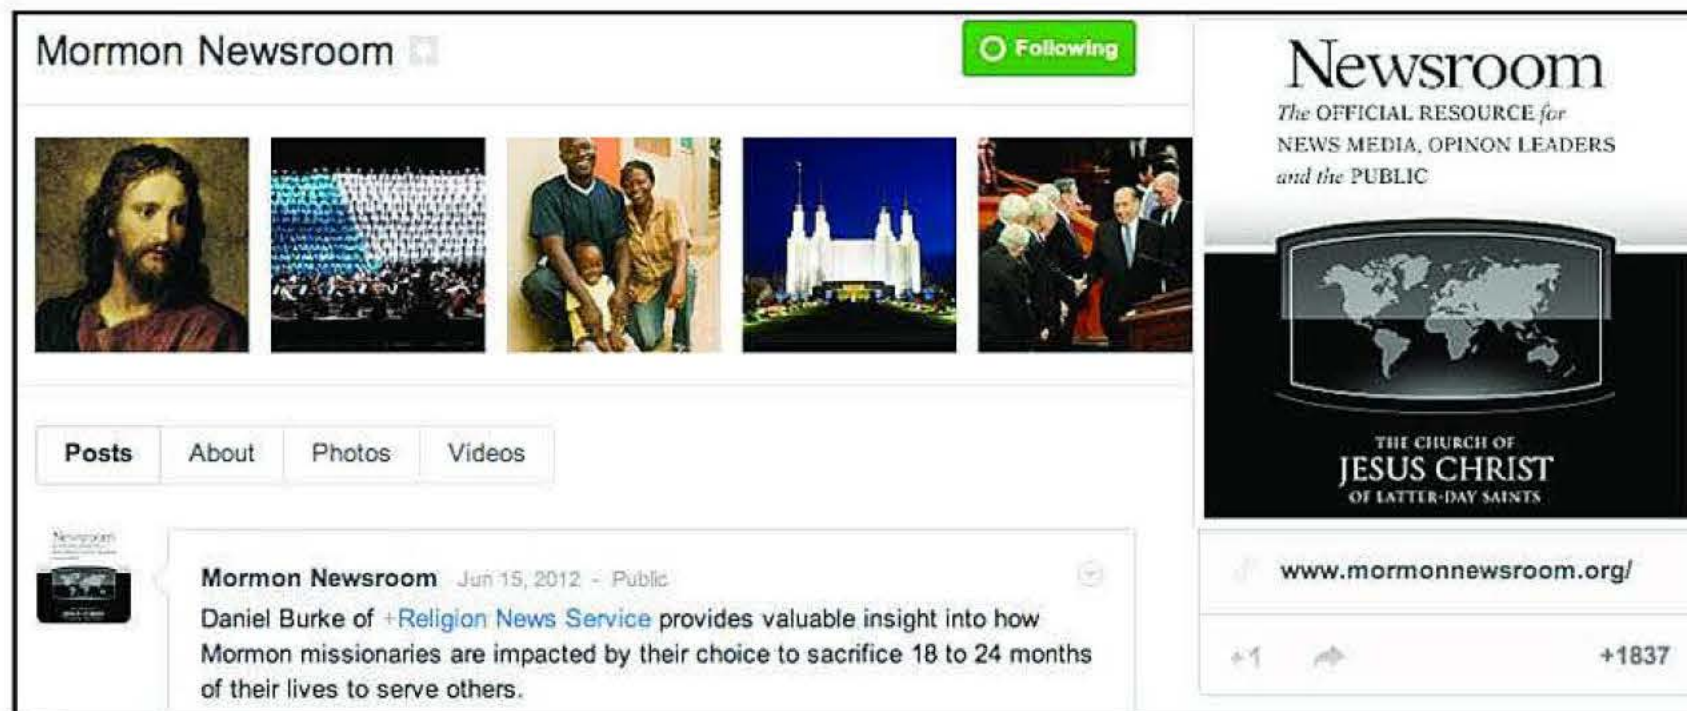 Mormon Newsroom
Following
Newsroom
The OFFICIAL RESOURCE for
NEWS MEDIA, OPINON LEADERS
and the PUBLIC
THE CHURCH OF
JESUS CHRIST
OF LATTER-DAY SAINTS
Posts About Photos Videos
Newsroom
Mormon Newsroom Jun 15, 2012 - Public
Daniel Burke of +Religion News Service provides valuable insight into how
Mormon missionaries are impacted by their choice to sacrifice 18 to 24 months
of their lives to serve others.
www.mormonnewsroom.org/
+1 +1837